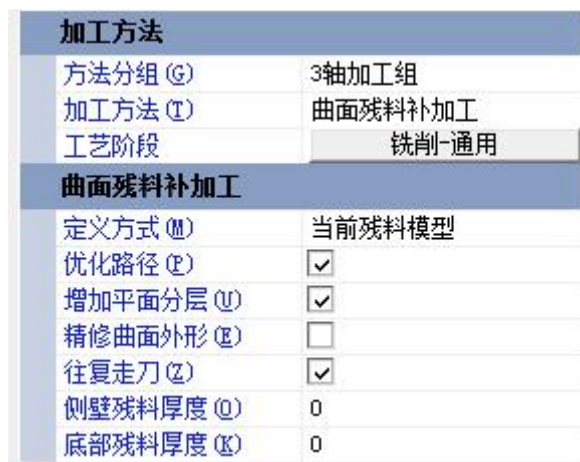 加工方法
方法分组(G) 3轴加工组
加工方法(T) 曲面残料补加工
工艺阶段 铣削-通用
曲面残料补加工
定义方式(M) 当前残料模型
优化路径(P)
增加平面分层(U)
精修曲面外形(E)
往复走刀(Z)
侧壁残料厚度(O) 0
底部残料厚度(K) 0